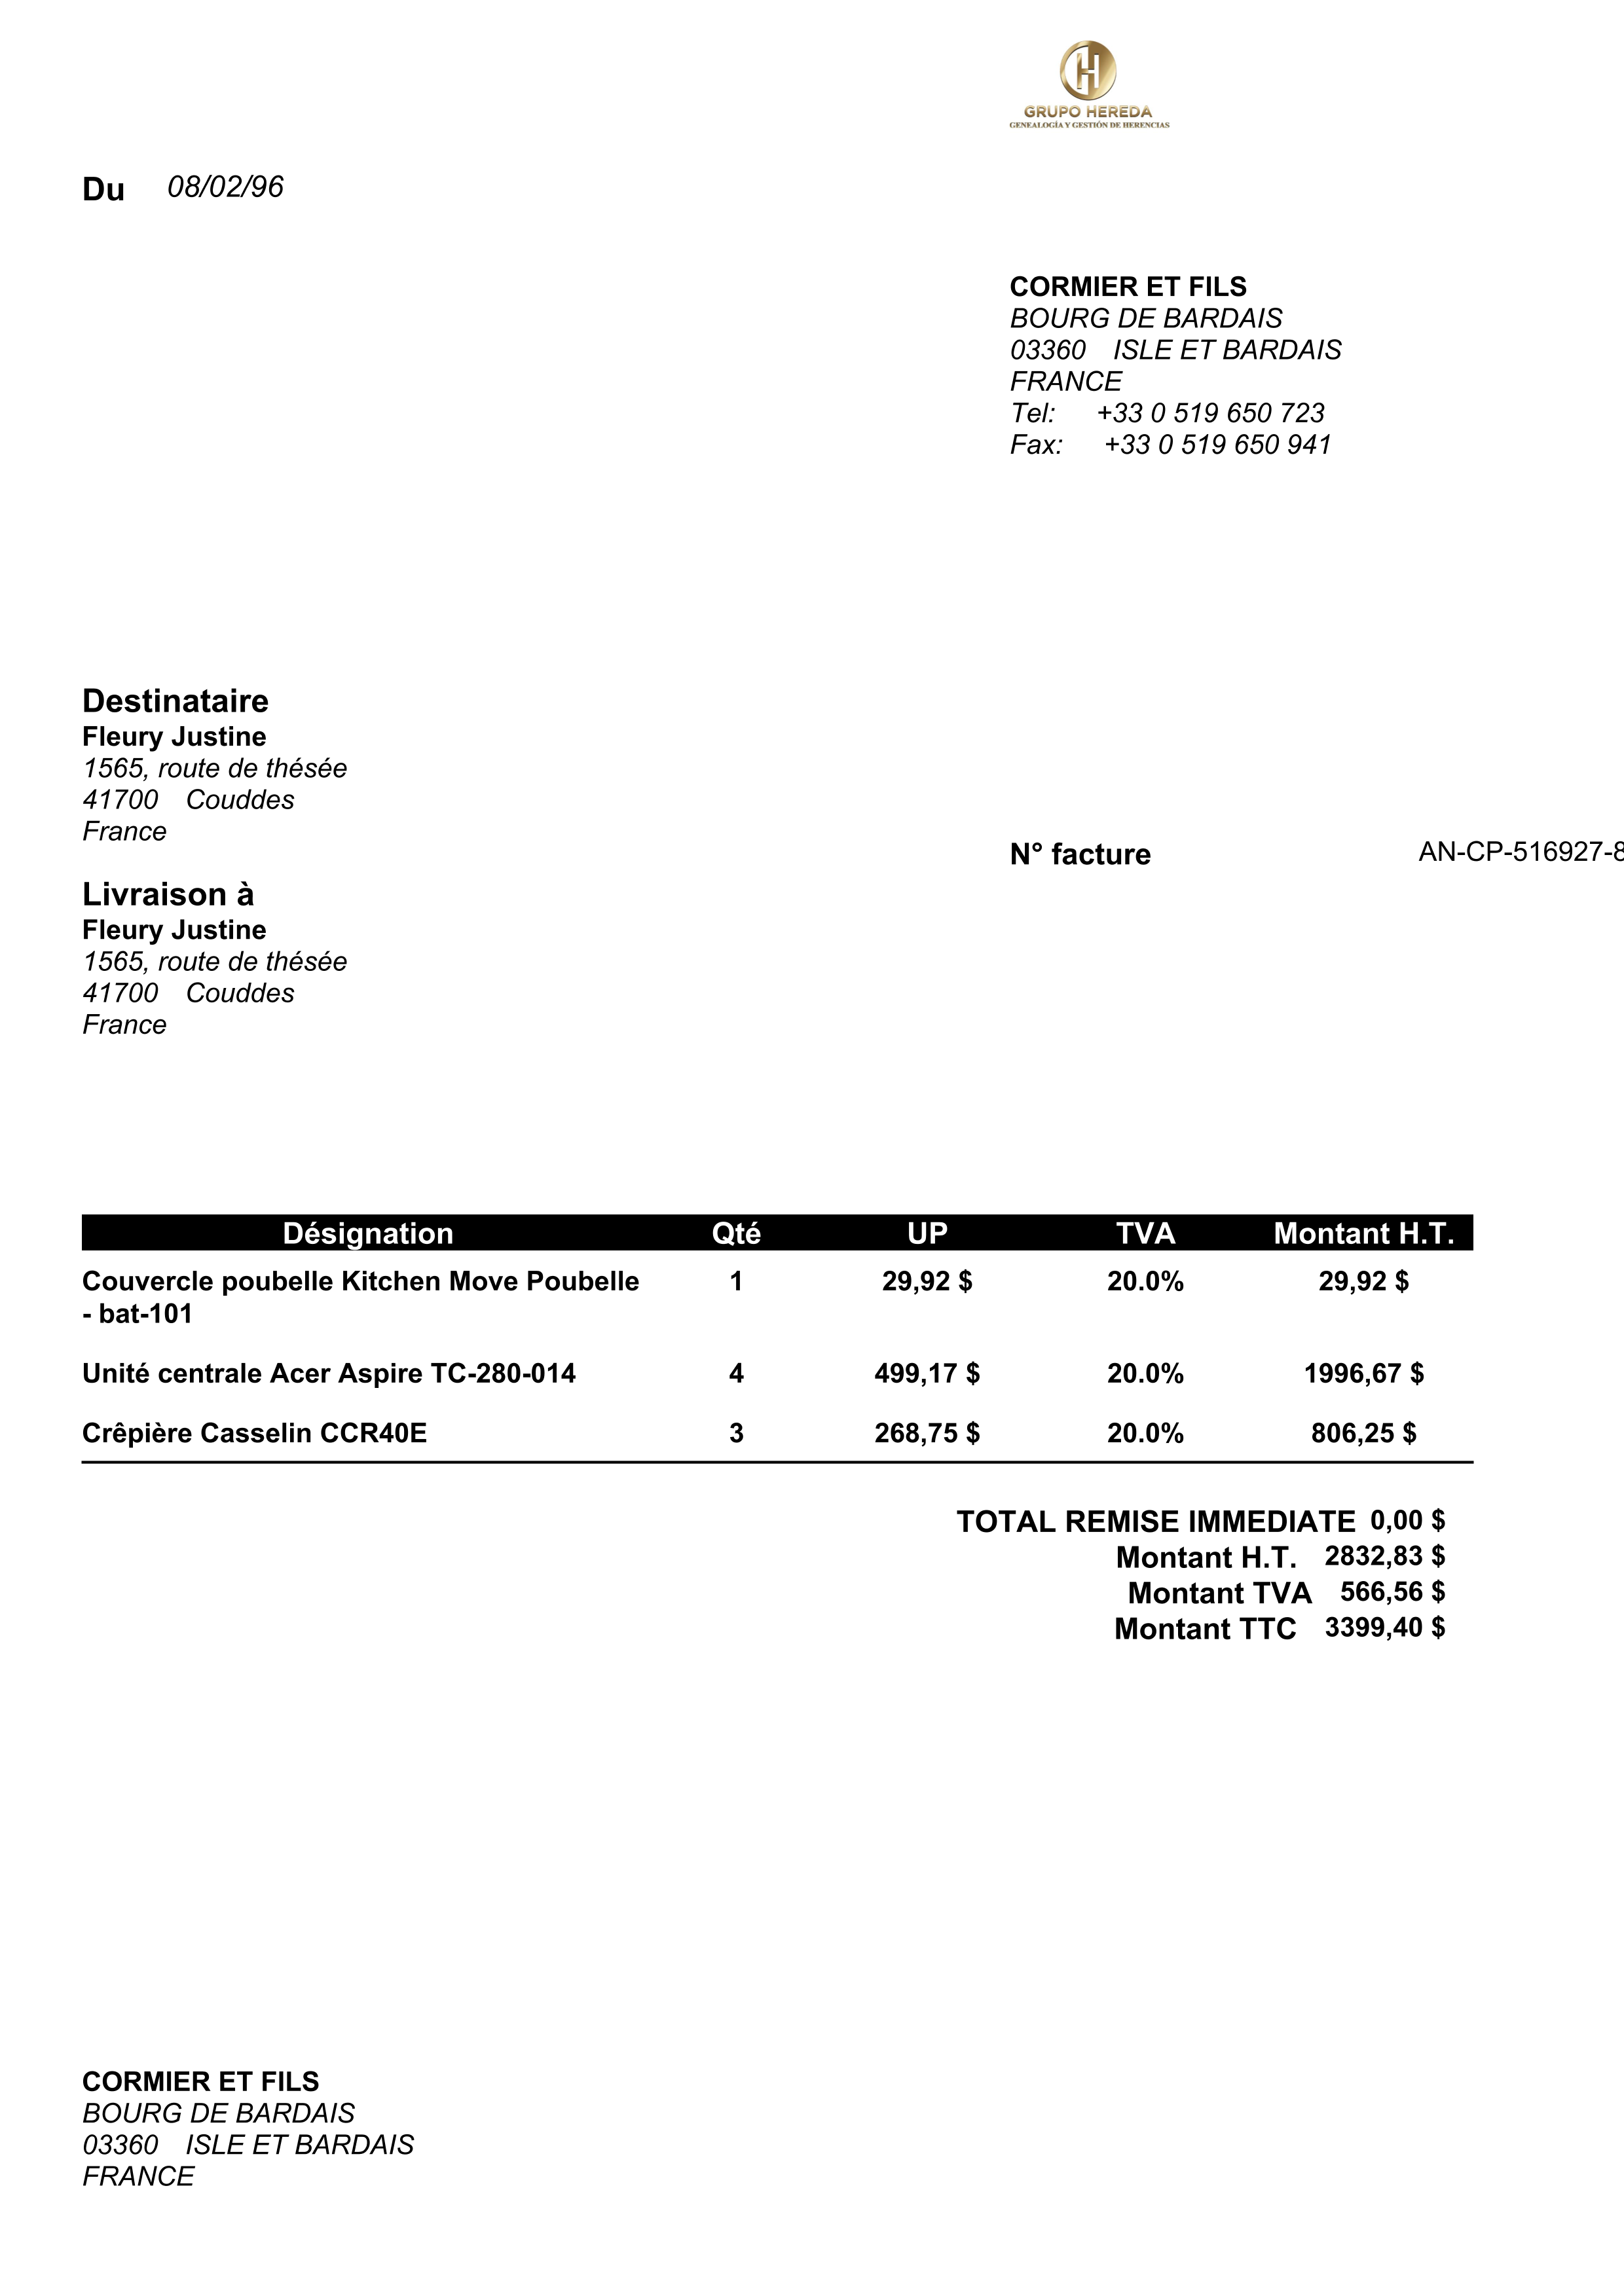 GRUPO HEREDA
GENEALOGÍA Y GESTIÓN DE HERENCIAS
Du 08/02/96
CORMIER ET FILS
BOURG DE BARDAIS
03360 ISLE ET BARDAIS
FRANCE
Tel: +33 0 519 650 723
Fax: +33 0 519 650 941
Destinataire
Fleury Justine
1565, route de thésée
41700 Couddes
France
N° facture AN-CP-516927-8
Livraison à
Fleury Justine
1565, route de thésée
41700 Couddes
France
Désignation Qté UP TVA Montant H.T.
Couvercle poubelle Kitchen Move Poubelle 1 29,92 $ 20.0% 29,92 $
- bat-101
Unité centrale Acer Aspire TC-280-014 4 499,17 $ 20.0% 1996,67 $
Crêpière Casselin CCR40E 3 268,75 $ 20.0% 806,25 $
TOTAL REMISE IMMEDIATE 0,00 $
Montant H.T. 2832,83 $
Montant TVA 566,56 $
Montant TTC 3399,40 $
CORMIER ET FILS
BOURG DE BARDAIS
03360 ISLE ET BARDAIS
FRANCE